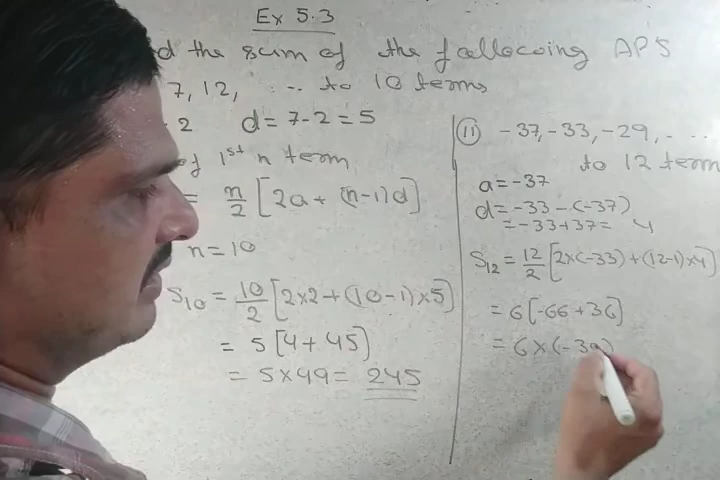 Ex 5.3
d the sum of the following APS
7, 12, ... to 10 terms
2 d = 7-2 = 5
of 1st n term
= n/2 [2a + (n-1)d]
n = 10
S10 = 10/2 [2×2+(10-1)×5]
= 5 [4+45]
= 5×49 = 245
(11) -37, -33, -29, ...
to 12 term
a = -37
d = -33 - (-37)
= -33+37 = 4
S12 = 12/2 [2×(-33)+(12-1)×4]
= 6[-66+36]
= 6×(-30)